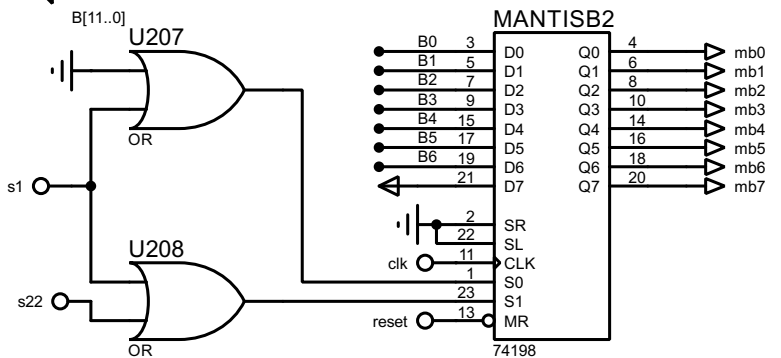 B[11..0]
U207
OR
s1
U208
s22
OR
MANTISB2
B0 3 D0 Q0 4 mb0
B1 5 D1 Q1 6 mb1
B2 7 D2 Q2 8 mb2
B3 9 D3 Q3 10 mb3
B4 15 D4 Q4 14 mb4
B5 17 D5 Q5 16 mb5
B6 19 D6 Q6 18 mb6
21 D7 Q7 20 mb7
2 SR
22 SL
clk 11 CLK
1 S0
23 S1
reset 13 MR
74198